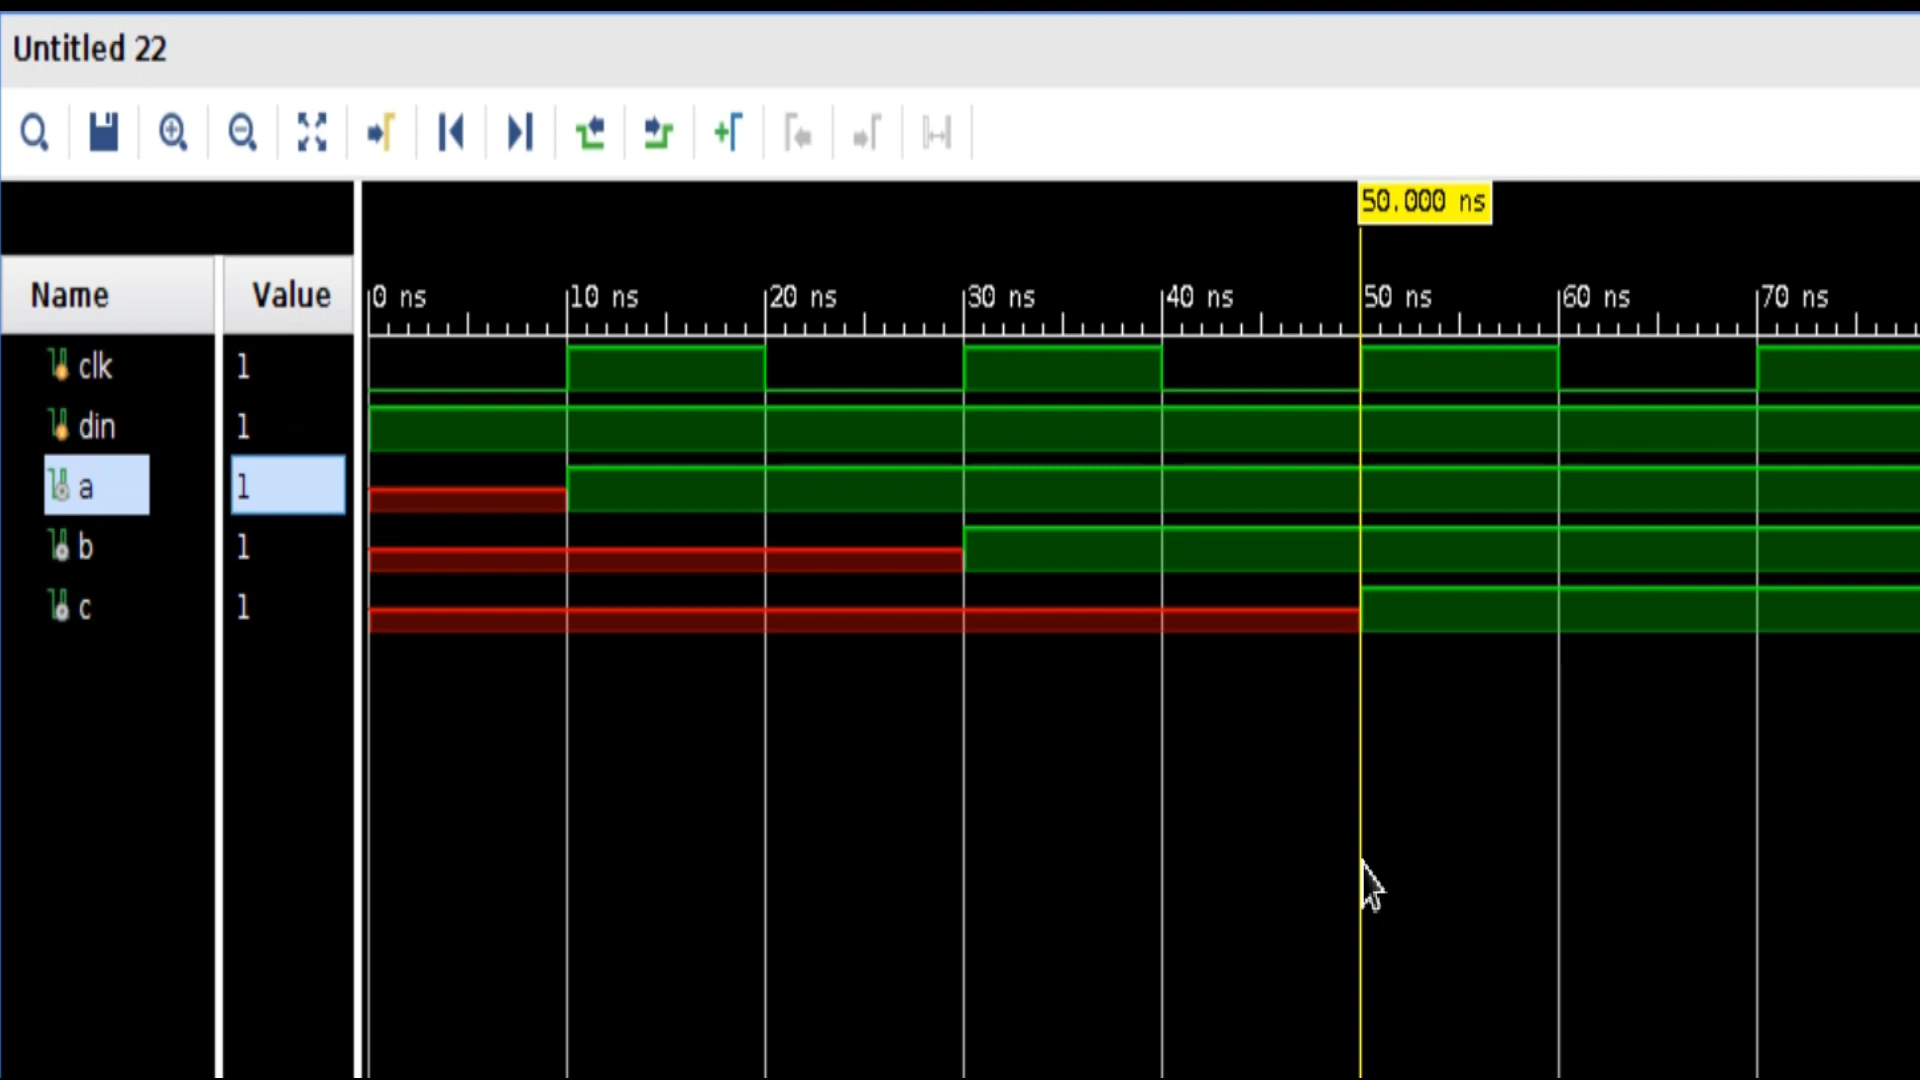 Untitled 22
50.000 ns
Name Value 0 ns 10 ns 20 ns 30 ns 40 ns 50 ns 60 ns 70 ns
clk 1
din 1
a 1
b 1
c 1